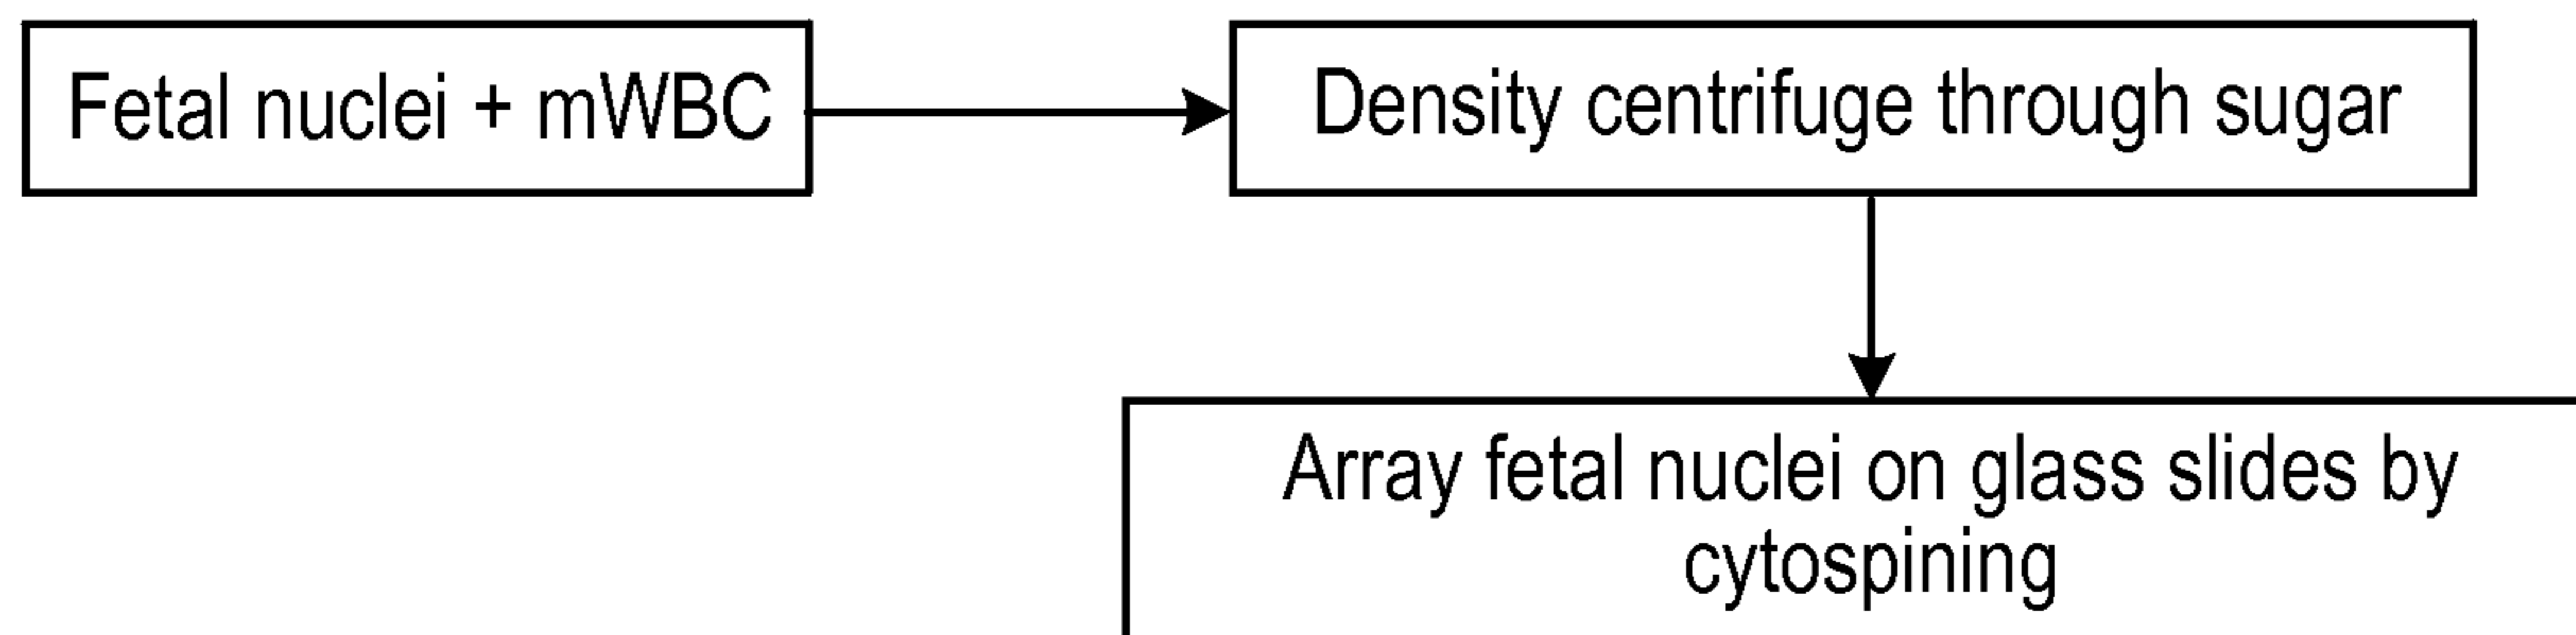 Fetal nuclei + mWBC
Density centrifuge through sugar
Array fetal nuclei on glass slides by
cytospining